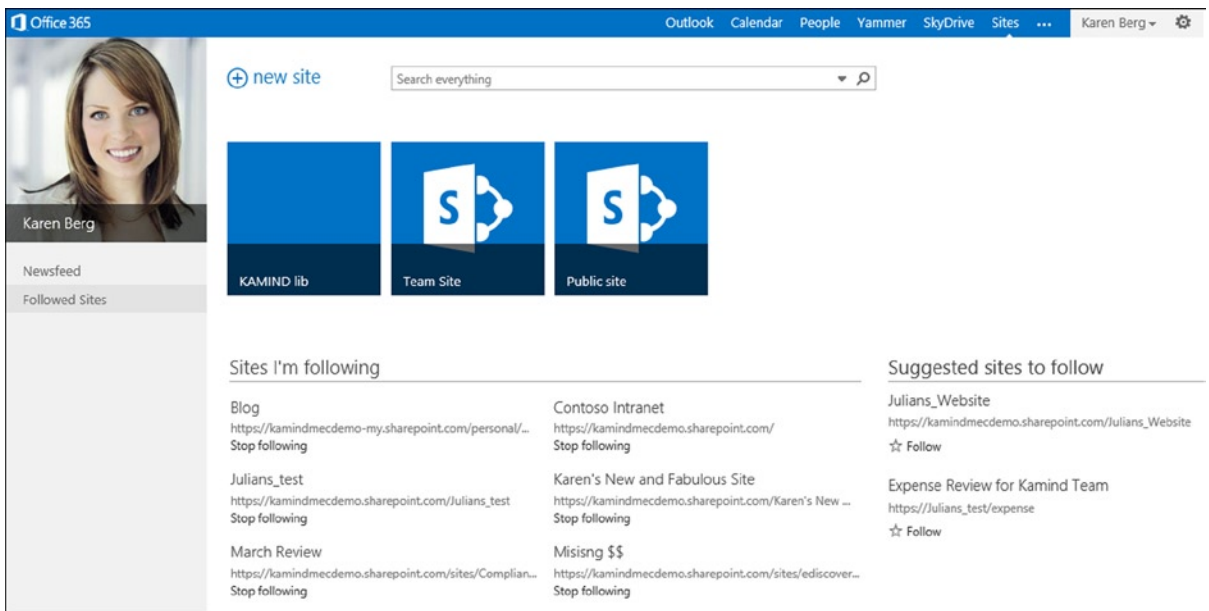 Office 365
Outlook Calendar People Yammer SkyDrive Sites ••• Karen Berg
new site
Search everything
Karen Berg
Newsfeed
Followed Sites
KAMIND lib
S
Team Site
S
Public site
Sites I'm following
Blog
https://kamindmecdemo-my.sharepoint.com/personal/...
Stop following
Contoso Intranet
https://kamindmecdemo.sharepoint.com/
Stop following
Julians_test
https://kamindmecdemo.sharepoint.com/Julians_test
Stop following
Karen's New and Fabulous Site
https://kamindmecdemo.sharepoint.com/Karen's New ...
Stop following
March Review
https://kamindmecdemo.sharepoint.com/sites/Complian...
Stop following
Misisng $$
https://kamindmecdemo.sharepoint.com/sites/ediscover...
Stop following
Suggested sites to follow
Julians_Website
https://kamindmecdemo.sharepoint.com/Julians_Website
Follow
Expense Review for Kamind Team
https://Julians_test/expense
Follow